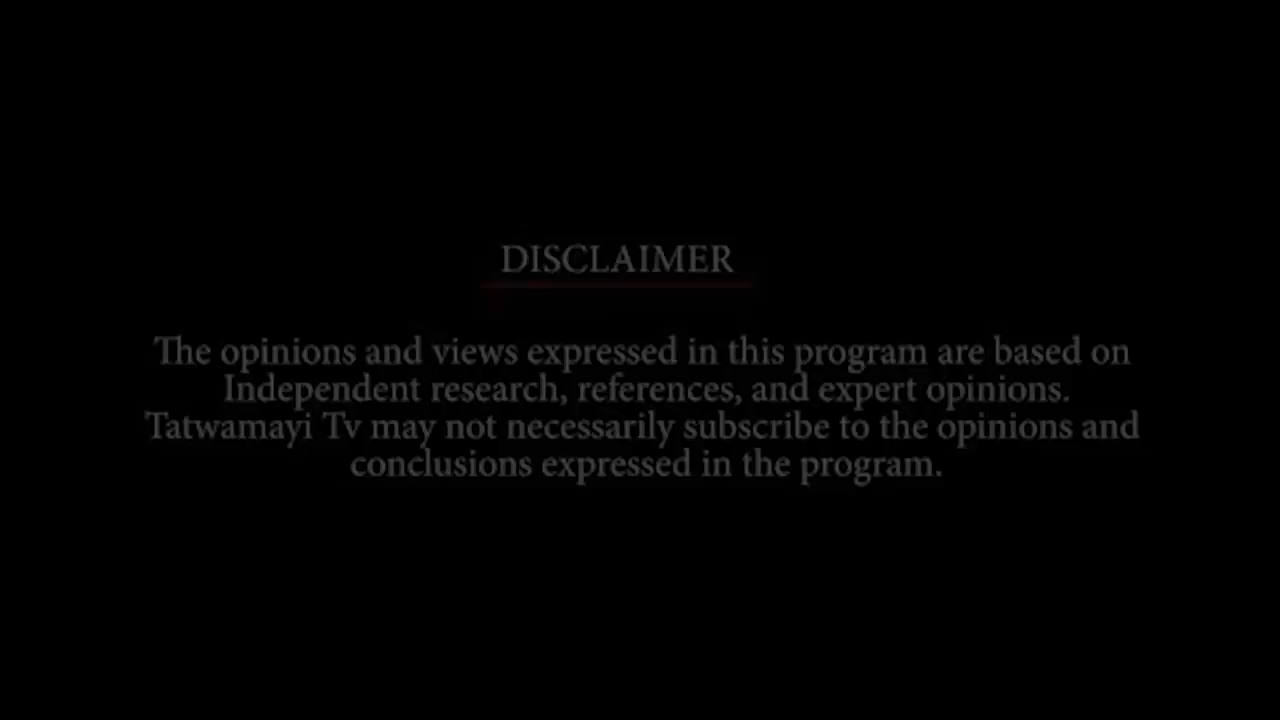 DISCLAIMER
The opinions and views expressed in this program are based on
Independent research, references, and expert opinions.
Tatwamayi Tv may not necessarily subscribe to the opinions and
conclusions expressed in the program.